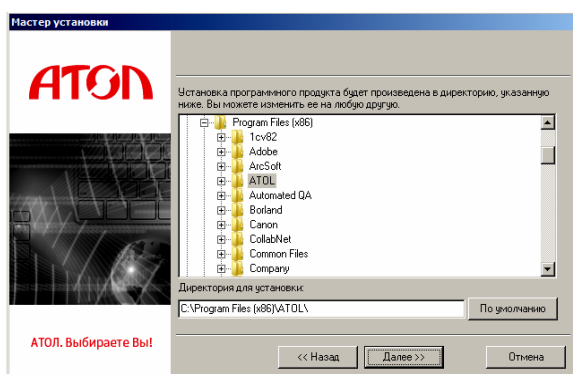 Мастер установки
АТОЛ
Установка программного продукта будет произведена в директорию, указанную
ниже. Вы можете изменить ее на любую другую.
Program Files (x86)
1cv82
Adobe
ArcSoft
ATOL
Automated QA
Borland
Canon
CollabNet
Common Files
Company
Директория для установки:
C:\Program Files (x86)\ATOL\
По умолчанию
АТОЛ. Выбираете Вы!
<< Назад
Далее >>
Отмена